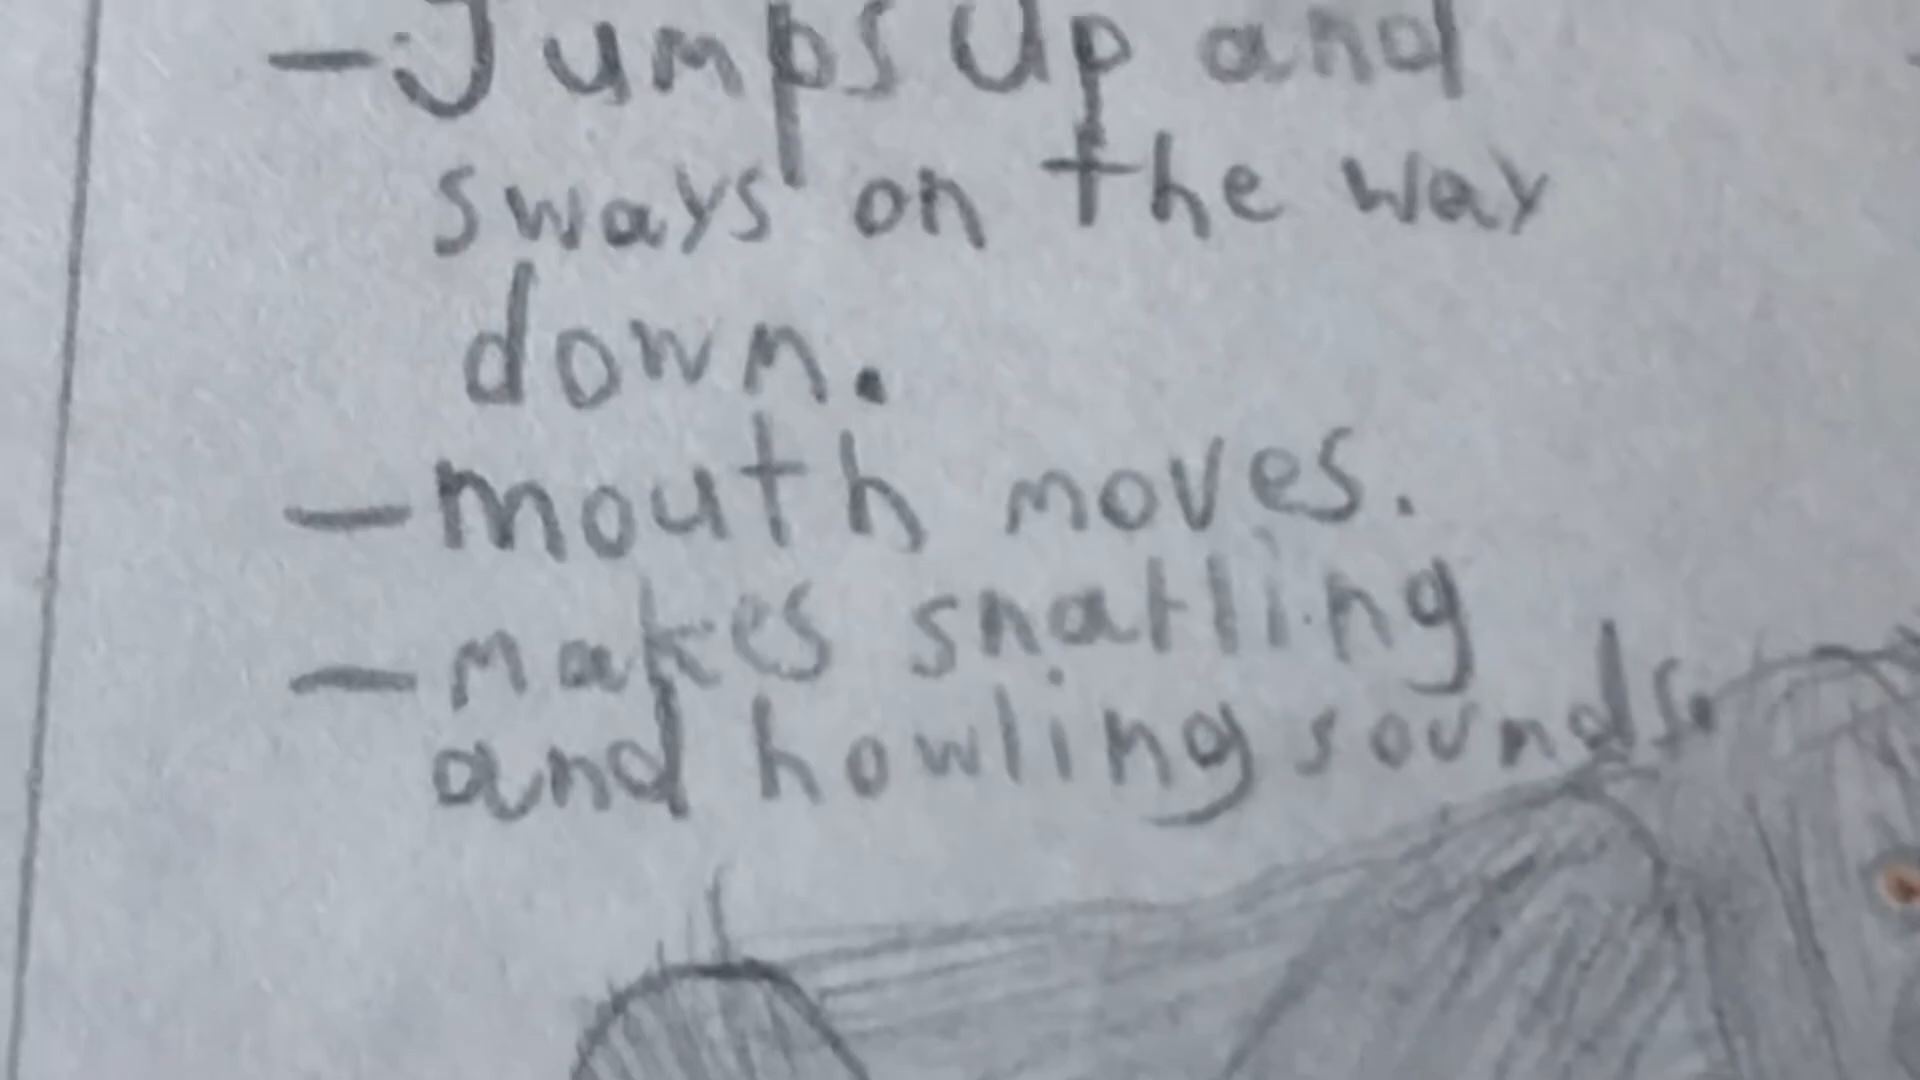 - Jumps Up and
sways on the way
down.
- mouth moves.
- makes snarling
and howling sounds.